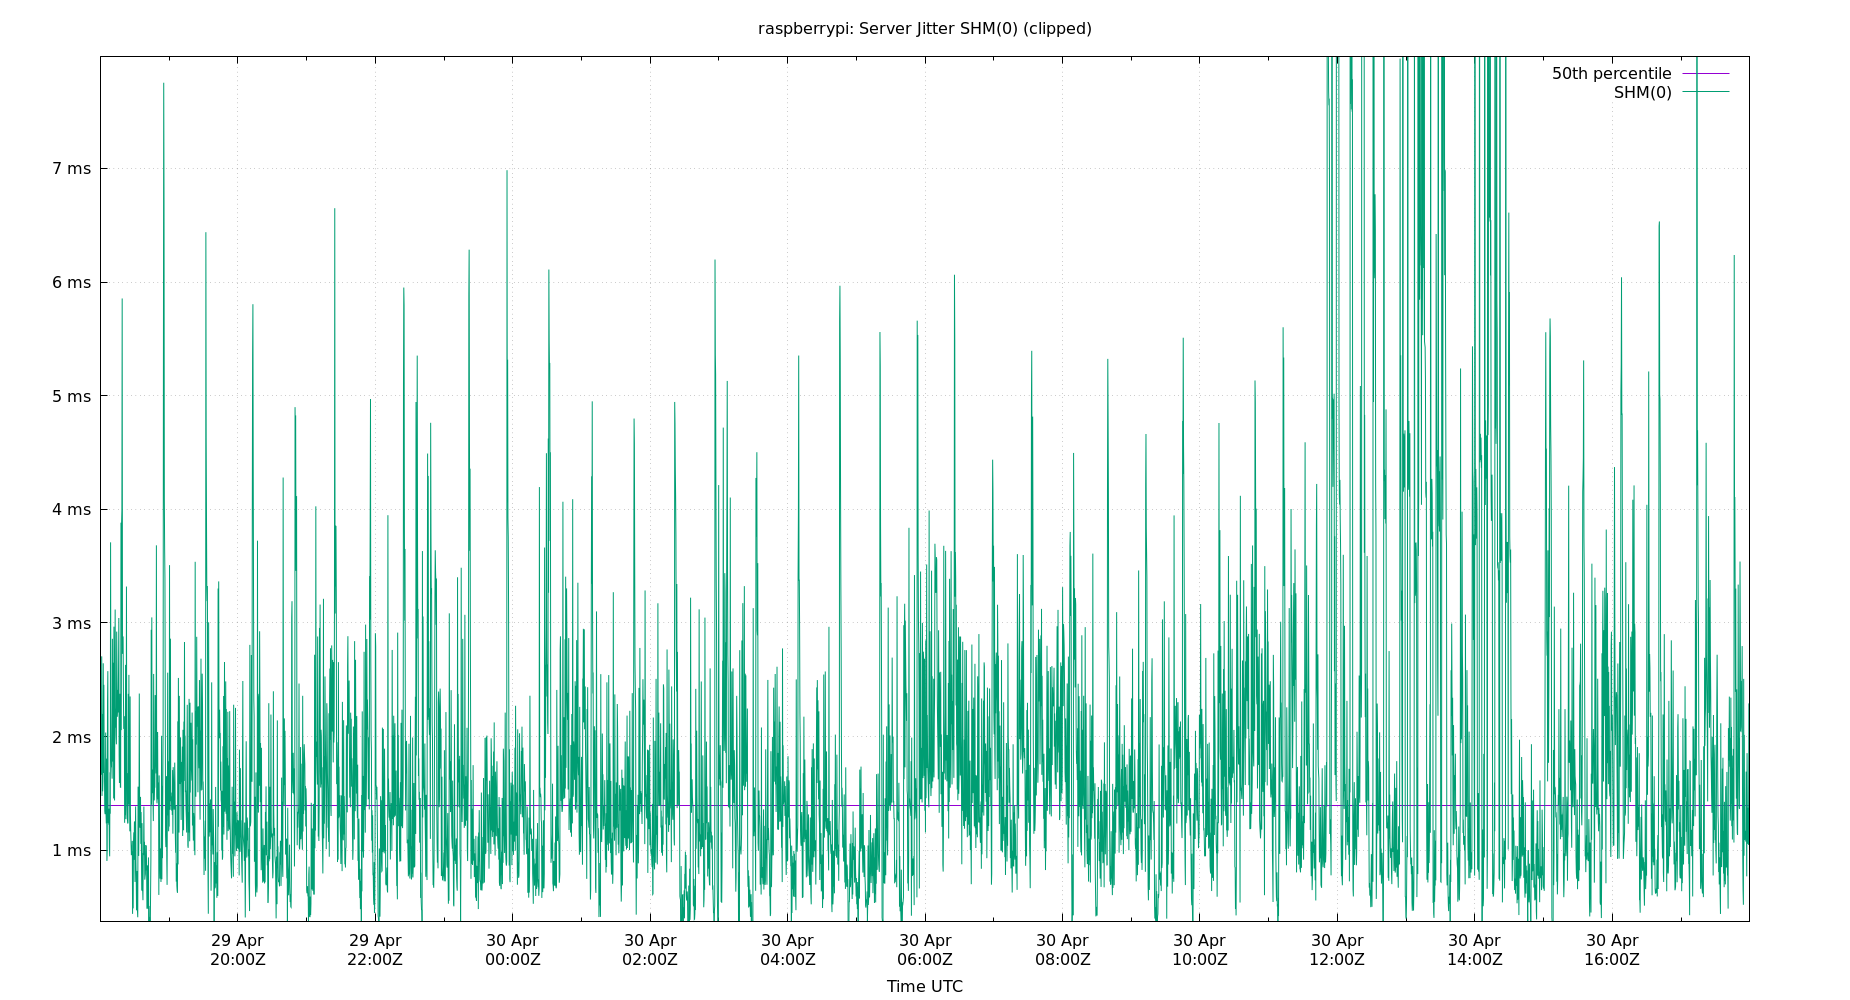 raspberrypi: Server Jitter SHM(0) (clipped)
50th percentile
SHM(0)
7 ms
6 ms
5 ms
4 ms
3 ms
2 ms
1 ms
29 Apr 20:00Z
29 Apr 22:00Z
30 Apr 00:00Z
30 Apr 02:00Z
30 Apr 04:00Z
30 Apr 06:00Z
30 Apr 08:00Z
30 Apr 10:00Z
30 Apr 12:00Z
30 Apr 14:00Z
30 Apr 16:00Z
Time UTC